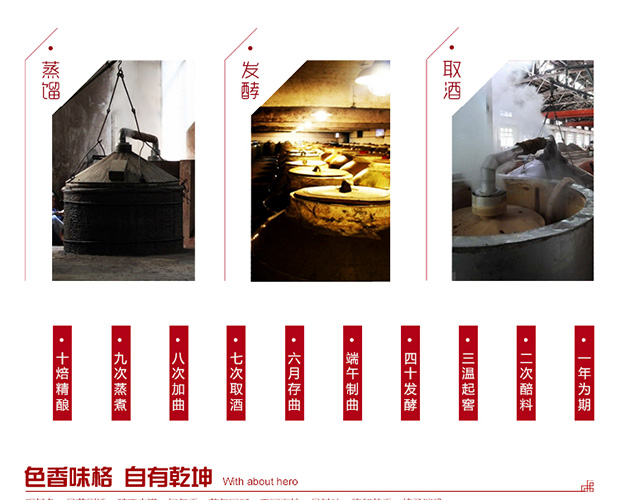 蒸馏
发酵
取酒
十焙精酿
九次蒸煮
八次加曲
七次取酒
六月存曲
端午制曲
四十发酵
三温起窖
二次酩料
一年为期
色香味格 自有乾坤 With about hero